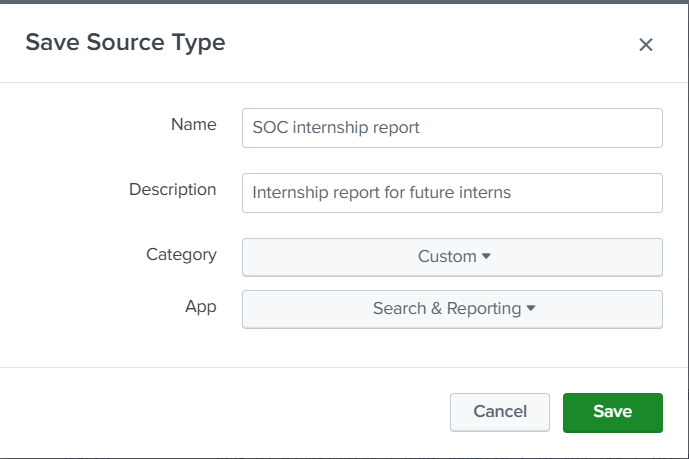 Save Source Type
Name
SOC internship report
Description
Internship report for future interns
Category
Custom
App
Search & Reporting
Cancel
Save